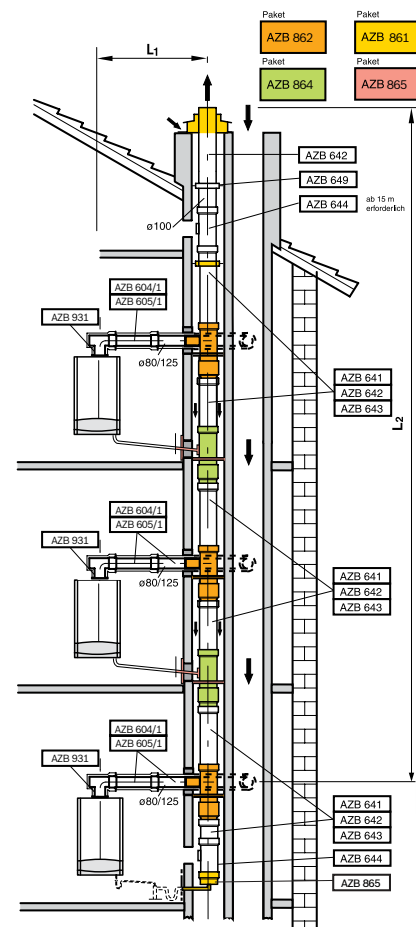 Paket
AZB 862
Paket
AZB 861
Paket
AZB 864
Paket
AZB 865
L1
AZB 642
AZB 649
AZB 644
ab 15 m
erforderlich
ø100
AZB 604/1
AZB 605/1
AZB 931
ø80/125
AZB 641
AZB 642
AZB 643
L2
AZB 604/1
AZB 605/1
AZB 931
ø80/125
AZB 641
AZB 642
AZB 643
AZB 604/1
AZB 605/1
AZB 931
ø80/125
AZB 641
AZB 642
AZB 643
AZB 644
AZB 865